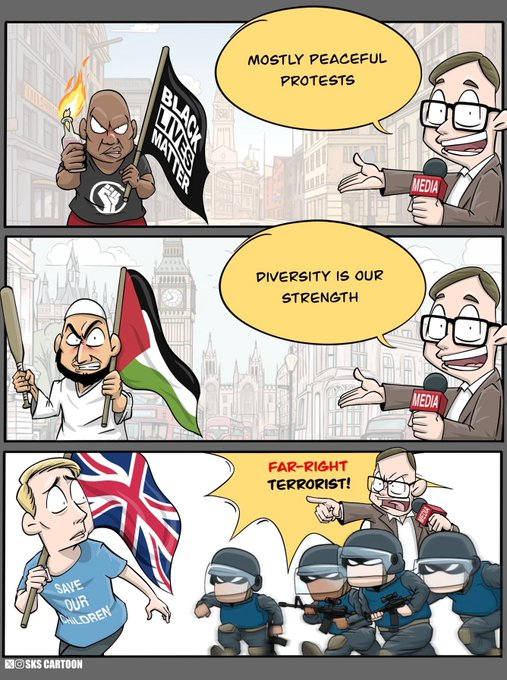 MOSTLY PEACEFUL
PROTESTS
BLACK
LIVES
MATTER
MEDIA
DIVERSITY IS OUR
STRENGTH
MEDIA
FAR-RIGHT
TERRORIST!
MEDIA
SAVE
OUR
CHILDREN
SKS CARTOON